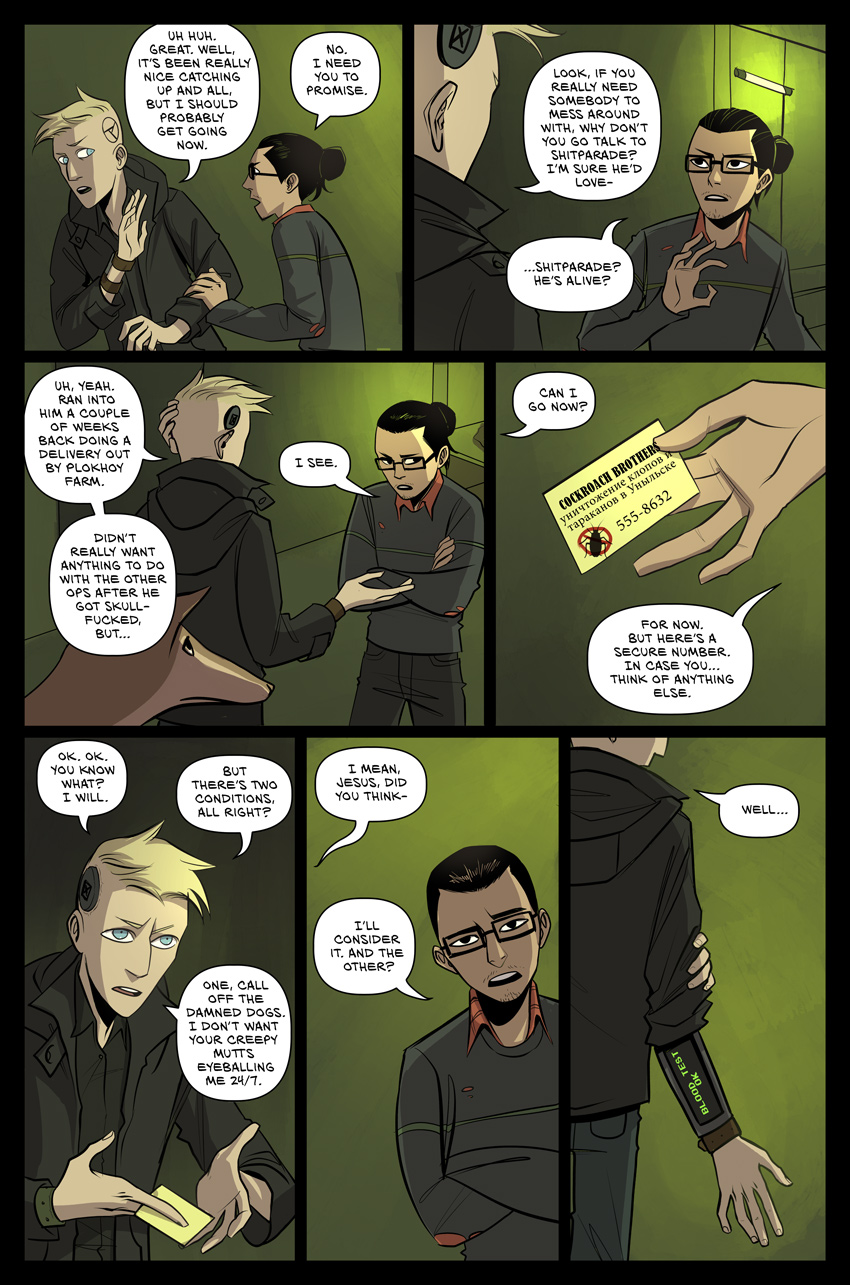 UH HUH.
GREAT. WELL,
IT'S BEEN REALLY
NICE CATCHING
UP AND ALL,
BUT I SHOULD
PROBABLY
GET GOING
NOW.
NO.
I NEED
YOU TO
PROMISE.
LOOK, IF YOU
REALLY NEED
SOMEBODY TO
MESS AROUND
WITH, WHY DON'T
YOU GO TALK TO
SHITPARADE?
I'M SURE HE'D
LOVE-
...SHITPARADE?
HE'S ALIVE?
UH, YEAH.
RAN INTO
HIM A COUPLE
OF WEEKS
BACK DOING A
DELIVERY OUT
BY PLOKHOY
FARM.
DIDN'T
REALLY WANT
ANYTHING TO DO
WITH THE OTHER
OPS AFTER HE
GOT SKULL-
FUCKED,
BUT...
I SEE.
CAN I
GO NOW?
COCKROACH BROTHERS
уничтожение клопов и
тараканов в Уныльске
555-8632
FOR NOW.
BUT HERE'S A
SECURE NUMBER.
IN CASE YOU...
THINK OF ANYTHING
ELSE.
OK. OK.
YOU KNOW
WHAT?
I WILL.
BUT
THERE'S TWO
CONDITIONS,
ALL RIGHT?
ONE, CALL
OFF THE
DAMNED DOGS.
I DON'T WANT
YOUR CREEPY
MUTTS
EYEBALLING
ME 24/7.
I MEAN,
JESUS, DID
YOU THINK-
I'LL
CONSIDER
IT. AND THE
OTHER?
WELL...
BLOOD TEST
OK